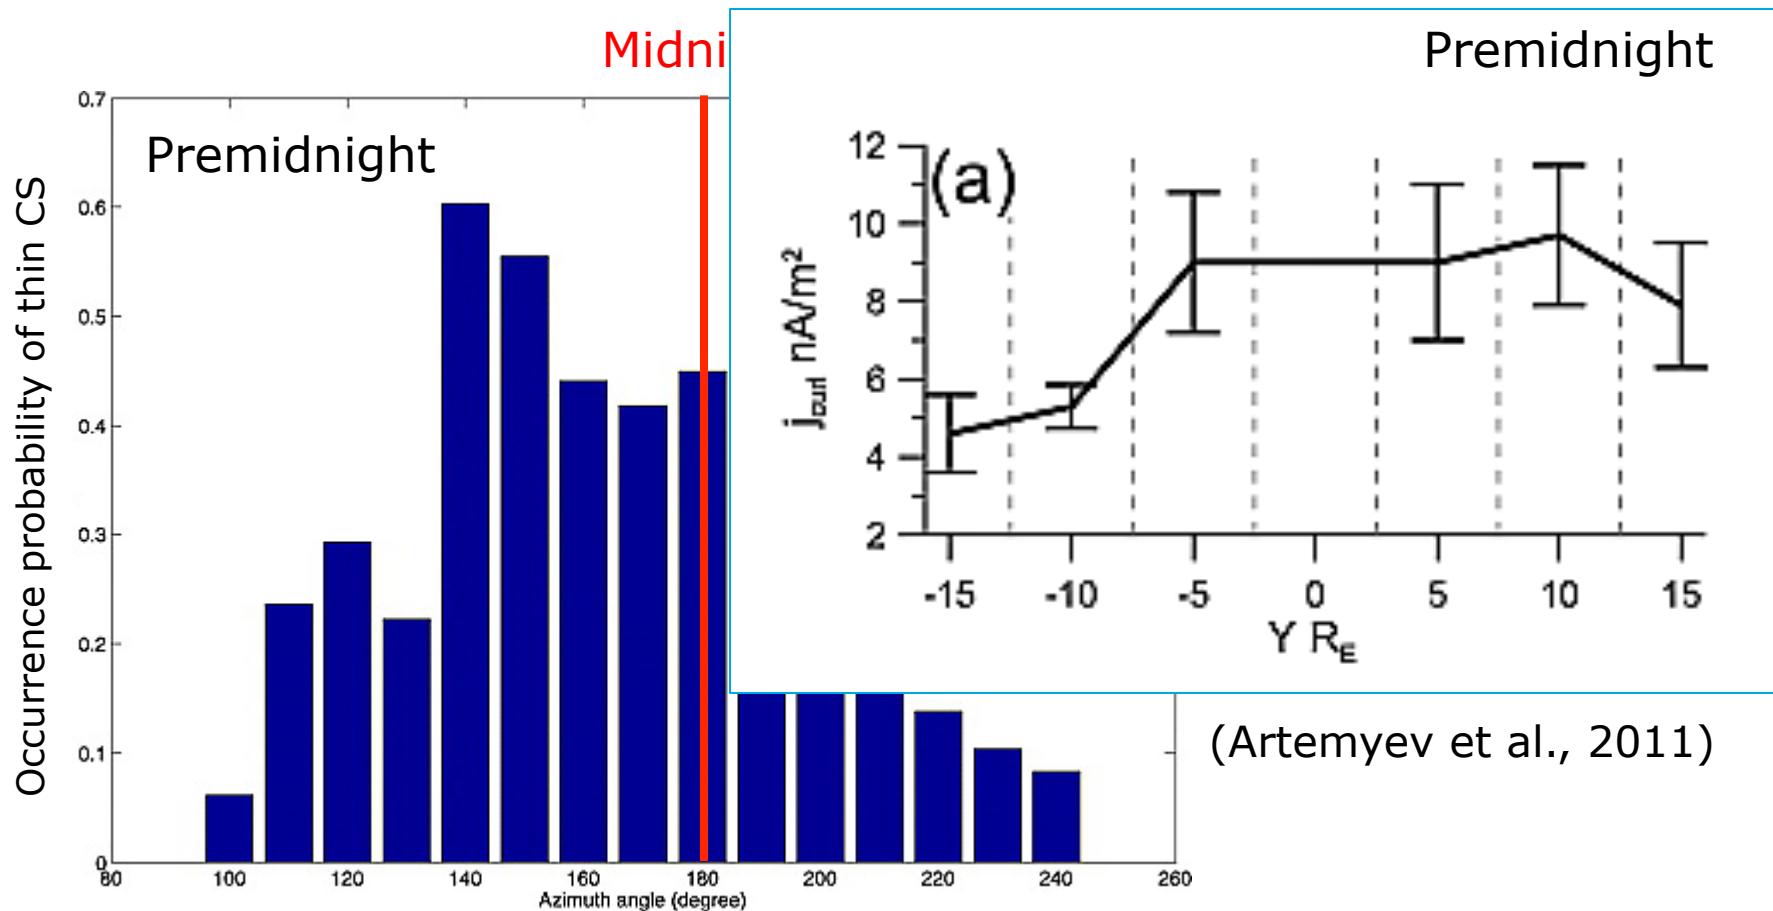 Midni
Premidnight
0.7
0.6
0.5
0.4
0.3
0.2
0.1
0
Occurrence probability of thin CS
80 100 120 140 160 180 200 220 240 260
Azimuth angle (degree)
Premidnight
(a)
12
10
8
6
4
2
jcurl nA/m²
-15 -10 -5 0 5 10 15
Y RE
(Artemyev et al., 2011)